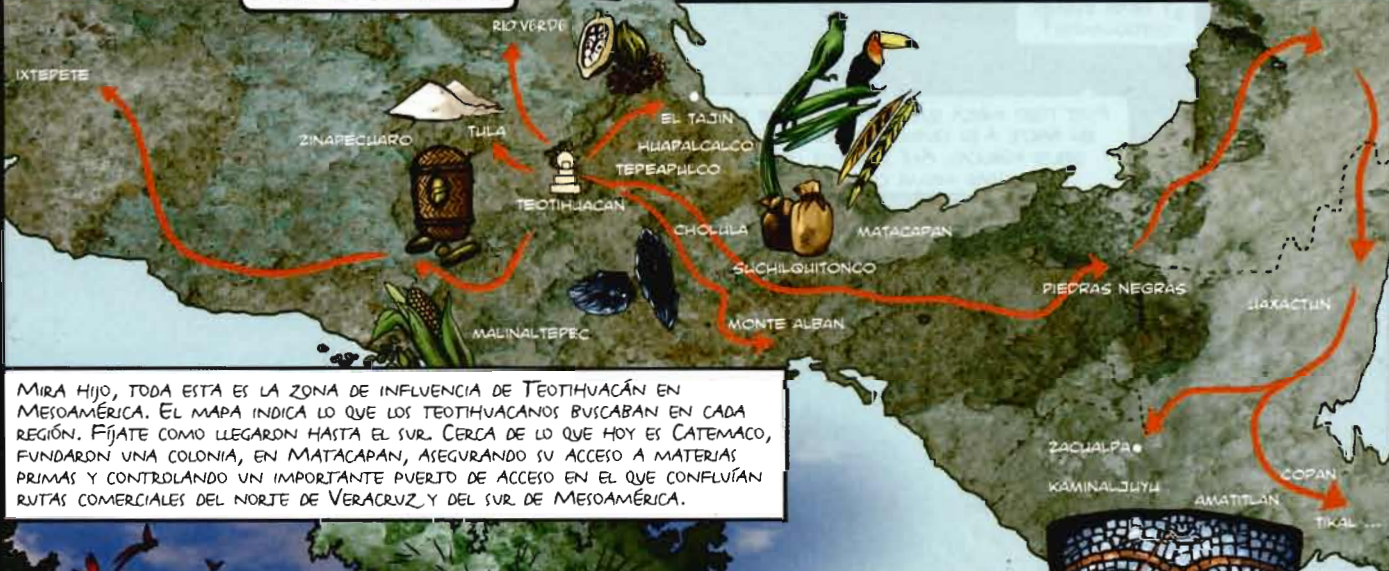 RIO VERDE
IXTEPETE
ZINAPECUARO
TULA
EL TAJIN
HUAPALCALCO
TEPEAPULCO
TEOTIHUACAN
CHOLULA
MATACAPAN
SUCHILQUITONGO
PIEDRAS NEGRAS
UAXACTUN
MALINALTEPEC
MONTE ALBAN
MIRA HIJO, TODA ESTA ES LA ZONA DE INFLUENCIA DE TEOTIHUACÁN EN
MESOAMÉRICA. EL MAPA INDICA LO QUE LOS TEOTIHUACANOS BUSCABAN EN CADA
REGIÓN. FÍJATE COMO LLEGARON HASTA EL SUR. CERCA DE LO QUE HOY ES CATEMACO,
FUNDARON UNA COLONIA, EN MATACAPAN, ASEGURANDO SU ACCESO A MATERIAS
PRIMAS Y CONTROLANDO UN IMPORTANTE PUERTO DE ACCESO EN EL QUE CONFLUÍAN
RUTAS COMERCIALES DEL NORTE DE VERACRUZ Y DEL SUR DE MESOAMÉRICA.
ZACUALPA
KAMINALJUYU
AMATITLAN
COPAN
TIKAL ...